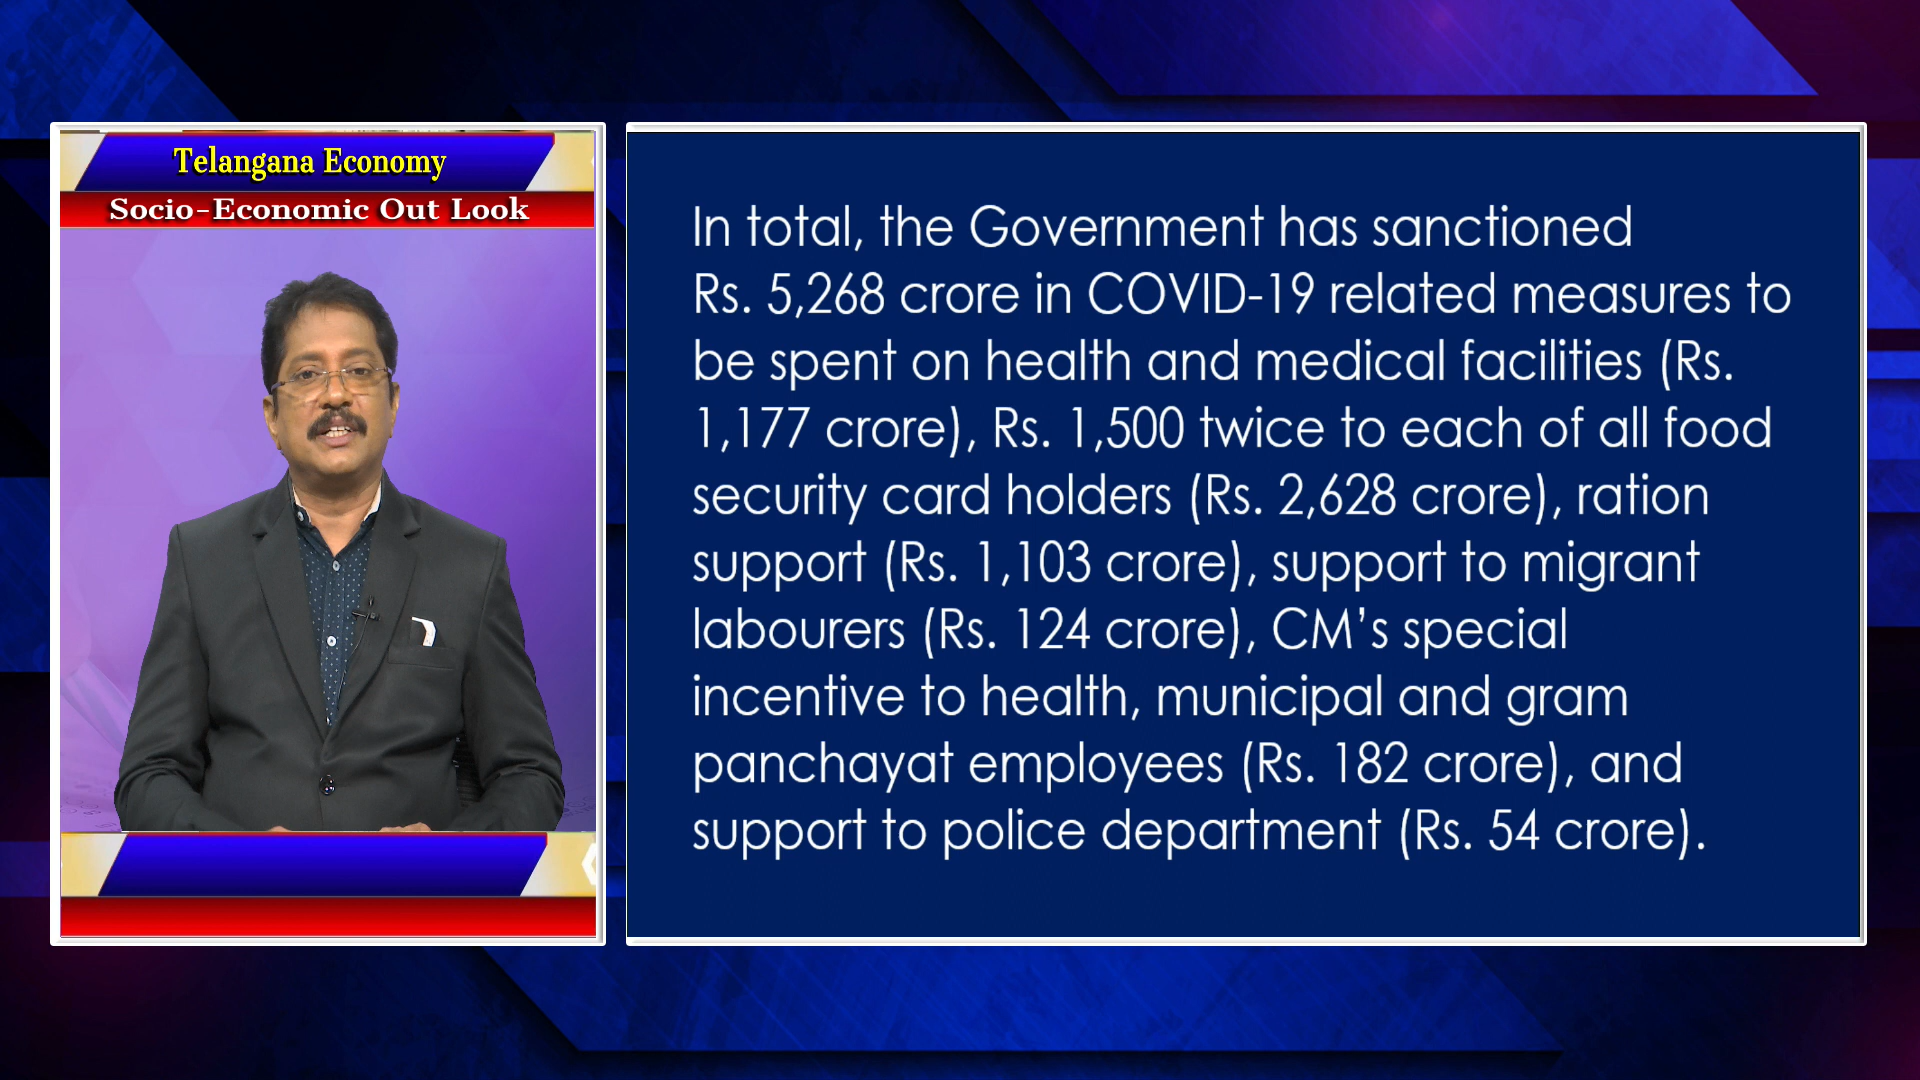 Telangana Economy
Socio-Economic Out Look
In total, the Government has sanctioned
Rs. 5,268 crore in COVID-19 related measures to
be spent on health and medical facilities (Rs.
1,177 crore), Rs. 1,500 twice to each of all food
security card holders (Rs. 2,628 crore), ration
support (Rs. 1,103 crore), support to migrant
labourers (Rs. 124 crore), CM’s special
incentive to health, municipal and gram
panchayat employees (Rs. 182 crore), and
support to police department (Rs. 54 crore).